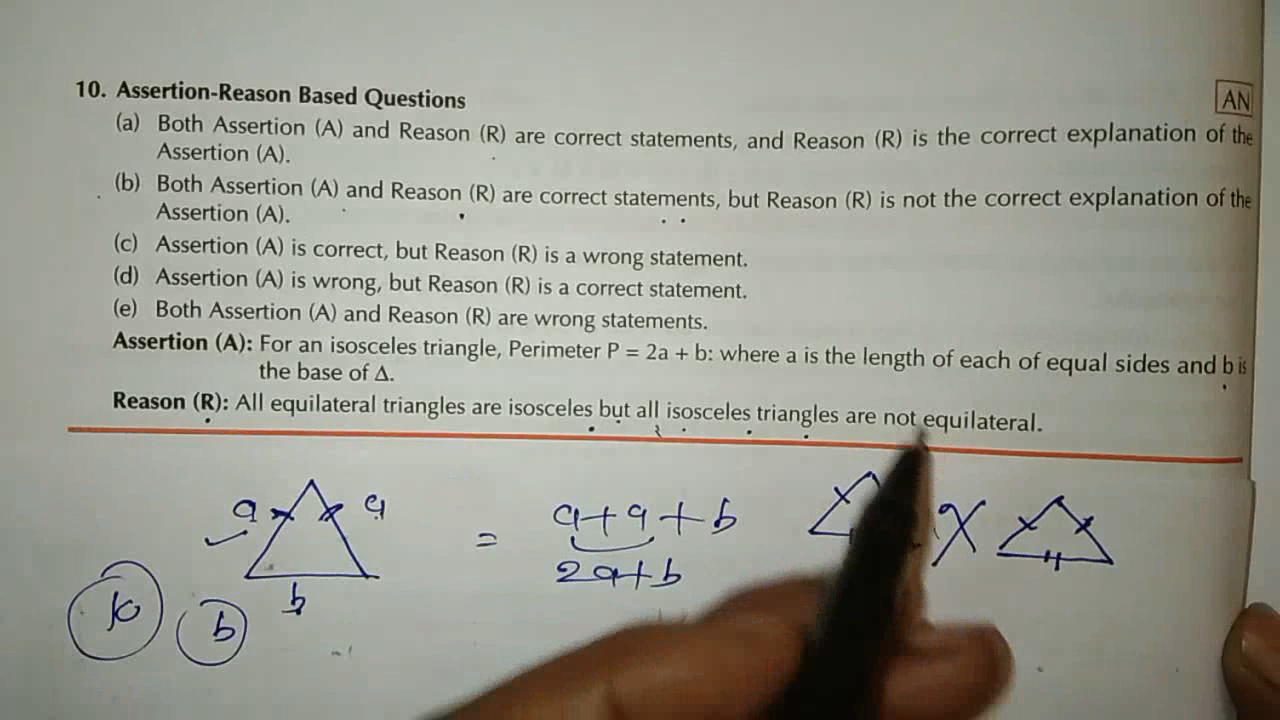 10. Assertion-Reason Based Questions
AN
(a) Both Assertion (A) and Reason (R) are correct statements, and Reason (R) is the correct explanation of the
Assertion (A).
(b) Both Assertion (A) and Reason (R) are correct statements, but Reason (R) is not the correct explanation of the
Assertion (A).
(c) Assertion (A) is correct, but Reason (R) is a wrong statement.
(d) Assertion (A) is wrong, but Reason (R) is a correct statement.
(e) Both Assertion (A) and Reason (R) are wrong statements.
Assertion (A): For an isosceles triangle, Perimeter P = 2a + b: where a is the length of each of equal sides and b is
the base of Δ.
Reason (R): All equilateral triangles are isosceles but all isosceles triangles are not equilateral.
a a = a + a + b
2a+b
b
b